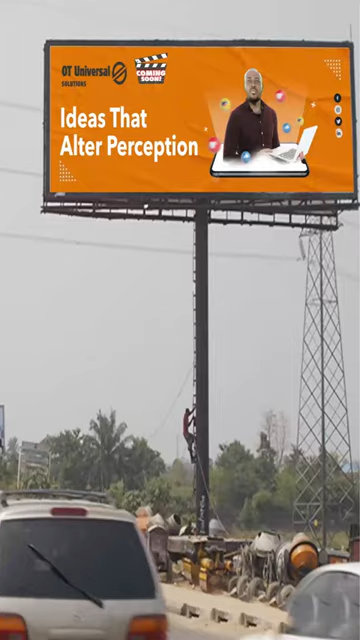 OT Universal
SOLUTIONS
COMING
SOON!
Ideas That
Alter Perception